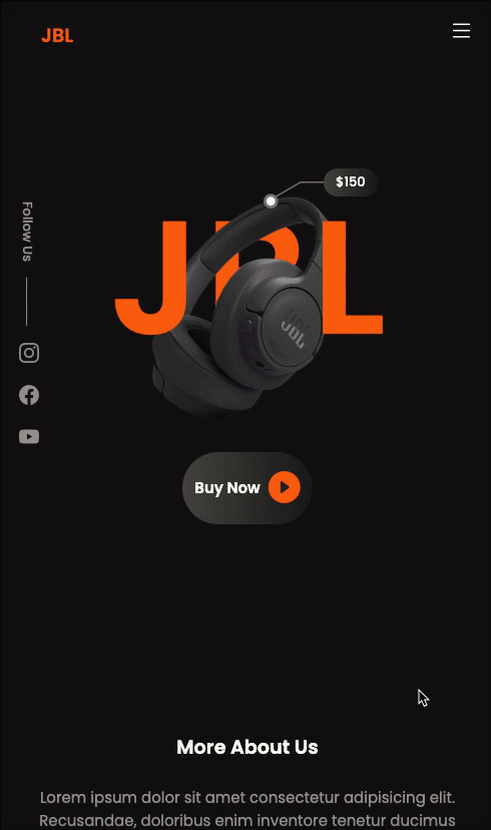 JBL
$150
Follow Us
JBL
JBL
Buy Now
More About Us
Lorem ipsum dolor sit amet consectetur adipisicing elit.
Recusandae, doloribus enim inventore tenetur ducimus